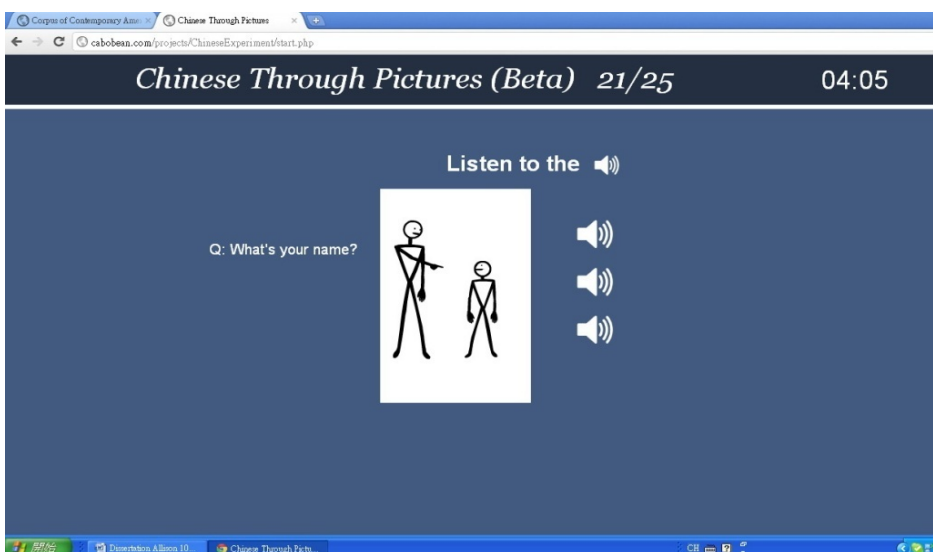 Corpus of Contemporary Ame
Chinese Through Pictures
cabobean.com/projects/ChineseExperiment/start.php
Chinese Through Pictures (Beta) 21/25
04:05
Listen to the
Q: What's your name?
開始
Dissertation Allison 10...
Chinese Through Pictu...
CH